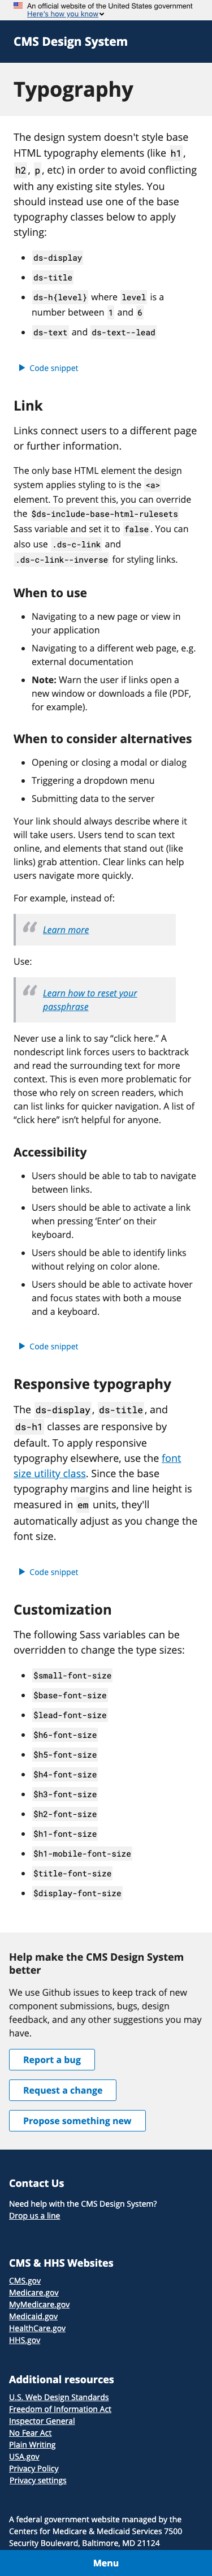 An official website of the United States government
Here's how you know
CMS Design System
Typography
The design system doesn't style base
HTML typography elements (like h1,
h2, p, etc) in order to avoid conflicting
with any existing site styles. You
should instead use one of the base
typography classes below to apply
styling:
ds-display
ds-title
ds-h{level} where level is a
number between 1 and 6
ds-text and ds-text--lead
Code snippet
Link
Links connect users to a different page
or further information.
The only base HTML element the design
system applies styling to is the <a>
element. To prevent this, you can override
the $ds-include-base-html-rulesets
Sass variable and set it to false. You can
also use .ds-c-link and
.ds-c-link--inverse for styling links.
When to use
Navigating to a new page or view in
your application
Navigating to a different web page, e.g.
external documentation
Note: Warn the user if links open a
new window or downloads a file (PDF,
for example).
When to consider alternatives
Opening or closing a modal or dialog
Triggering a dropdown menu
Submitting data to the server
Your link should always describe where it
will take users. Users tend to scan text
online, and elements that stand out (like
links) grab attention. Clear links can help
users navigate more quickly.
For example, instead of:
Learn more
Use:
Learn how to reset your
passphrase
Never use a link to say “click here.” A
nondescript link forces users to backtrack
and read the surrounding text for more
context. This is even more problematic for
those who rely on screen readers, which
can list links for quicker navigation. A list of
“click here” isn't helpful for anyone.
Accessibility
Users should be able to tab to navigate
between links.
Users should be able to activate a link
when pressing ‘Enter’ on their
keyboard.
Users should be able to identify links
without relying on color alone.
Users should be able to activate hover
and focus states with both a mouse
and a keyboard.
Code snippet
Responsive typography
The ds-display, ds-title, and
ds-h1 classes are responsive by
default. To apply responsive
typography elsewhere, use the font
size utility class. Since the base
typography margins and line height is
measured in em units, they'll
automatically adjust as you change the
font size.
Code snippet
Customization
The following Sass variables can be
overridden to change the type sizes:
$small-font-size
$base-font-size
$lead-font-size
$h6-font-size
$h5-font-size
$h4-font-size
$h3-font-size
$h2-font-size
$h1-font-size
$h1-mobile-font-size
$title-font-size
$display-font-size
Help make the CMS Design System
better
We use Github issues to keep track of new
component submissions, bugs, design
feedback, and any other suggestions you may
have.
Report a bug
Request a change
Propose something new
Contact Us
Need help with the CMS Design System?
Drop us a line
CMS & HHS Websites
CMS.gov
Medicare.gov
MyMedicare.gov
Medicaid.gov
HealthCare.gov
HHS.gov
Additional resources
U.S. Web Design Standards
Freedom of Information Act
Inspector General
No Fear Act
Plain Writing
USA.gov
Privacy Policy
Privacy settings
A federal government website managed by the
Centers for Medicare & Medicaid Services 7500
Security Boulevard, Baltimore, MD 21124
Menu